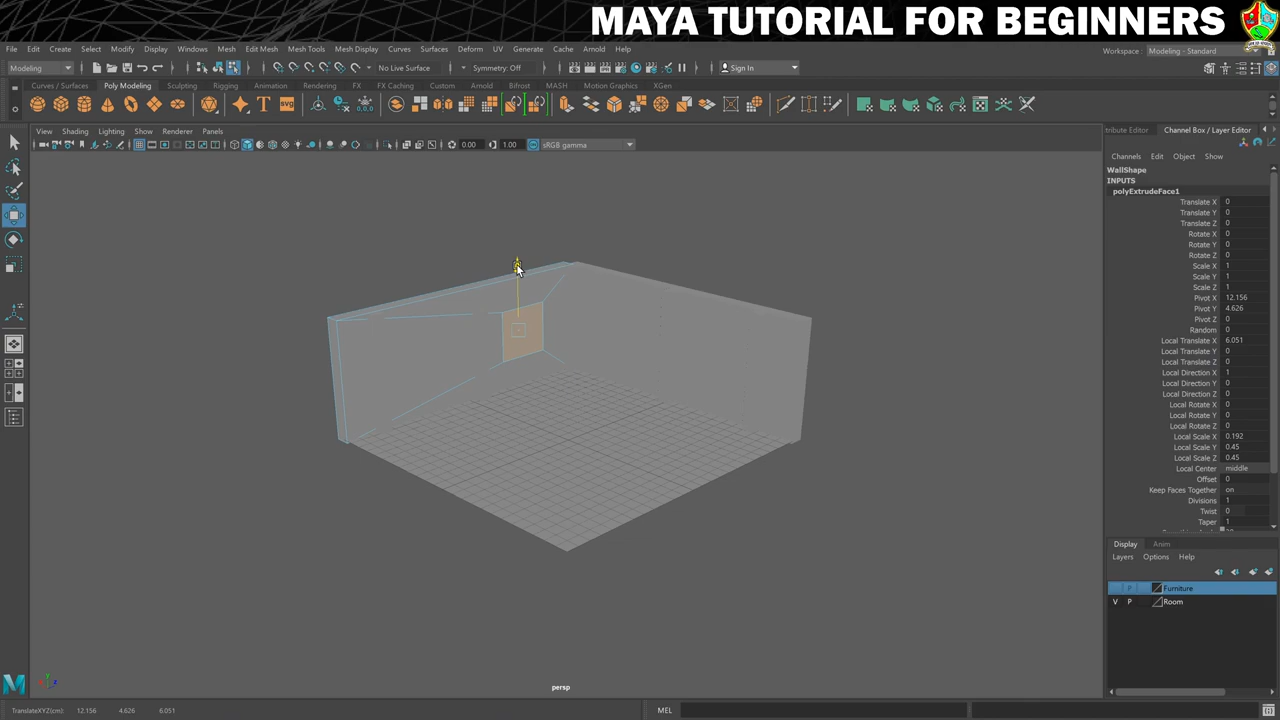 MAYA TUTORIAL FOR BEGINNERS
File Edit Create Select Modify Display Windows Mesh Edit Mesh Mesh Tools Mesh Display Curves Surfaces Deform UV Generate Cache Arnold Help
Workspace : Modeling - Standard
Modeling No Live Surface Symmetry: Off Sign In
Curves / Surfaces Poly Modeling Sculpting Rigging Animation Rendering FX FX Caching Custom Arnold Bifrost MASH Motion Graphics XGen
SVG
View Shading Lighting Show Renderer Panels
0.00 1.00 sRGB gamma
tribute Editor Channel Box / Layer Editor
Channels Edit Object Show
WallShape
INPUTS
polyExtrudeFace1
Translate X 0
Translate Y 0
Translate Z 0
Rotate X 0
Rotate Y 0
Rotate Z 0
Scale X 1
Scale Y 1
Scale Z 1
Pivot X 12.156
Pivot Y 4.626
Pivot Z 0
Random 0
Local Translate X 6.051
Local Translate Y 0
Local Translate Z 0
Local Direction X 1
Local Direction Y 0
Local Direction Z 0
Local Rotate X 0
Local Rotate Y 0
Local Rotate Z 0
Local Scale X 0.192
Local Scale Y 0.45
Local Scale Z 0.45
Local Center middle
Offset 0
Keep Faces Together on
Divisions 1
Twist 0
Taper 1
Display Anim
Layers Options Help
P Furniture
V P Room
persp
TranslateXYZ(cm): 12.156 4.626 6.051
MEL